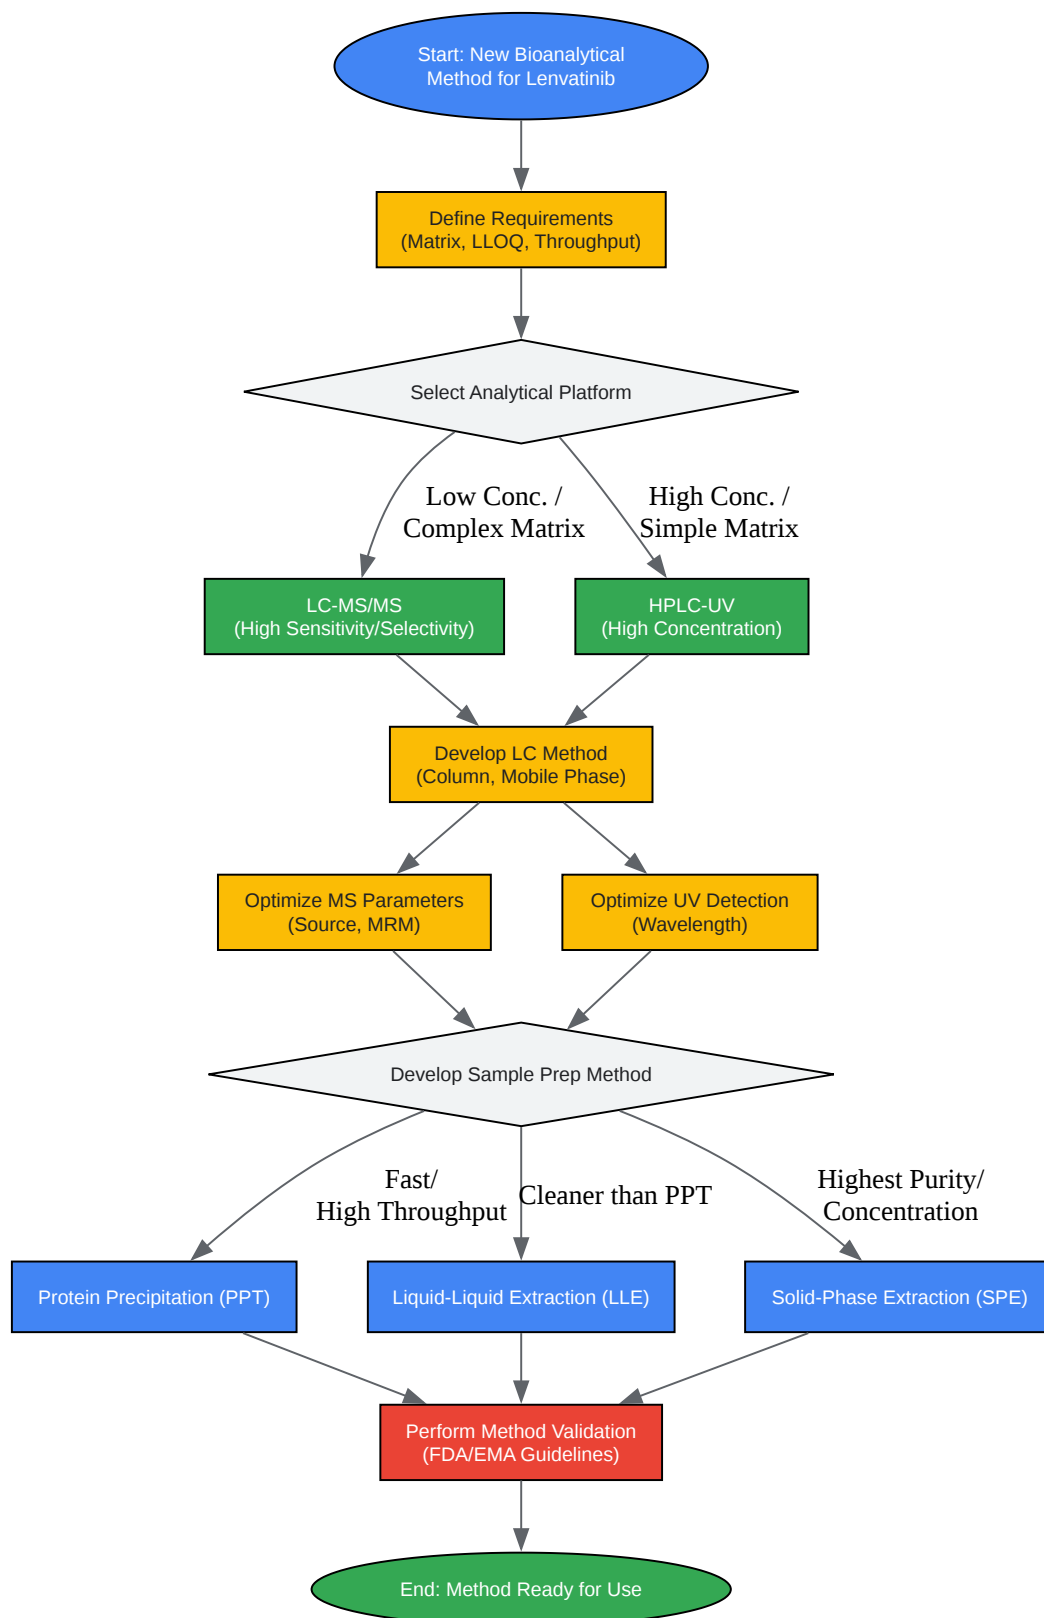 Start: New Bioanalytical
Method for Lenvatinib
Define Requirements
(Matrix, LLOQ, Throughput)
Select Analytical Platform
Low Conc. /
Complex Matrix
High Conc. /
Simple Matrix
LC-MS/MS
(High Sensitivity/Selectivity)
HPLC-UV
(High Concentration)
Develop LC Method
(Column, Mobile Phase)
Optimize MS Parameters
(Source, MRM)
Optimize UV Detection
(Wavelength)
Develop Sample Prep Method
Fast/
High Throughput
Cleaner than PPT
Highest Purity/
Concentration
Protein Precipitation (PPT)
Liquid-Liquid Extraction (LLE)
Solid-Phase Extraction (SPE)
Perform Method Validation
(FDA/EMA Guidelines)
End: Method Ready for Use